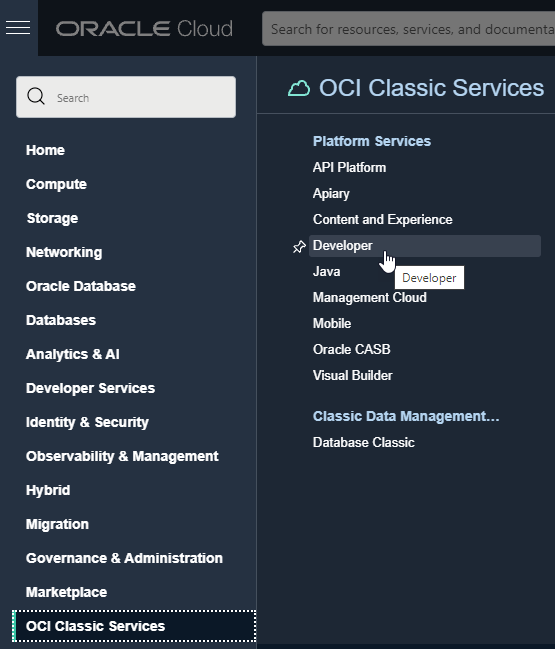 ORACLE Cloud
Search for resources, services, and documenta
Search
Home
Compute
Storage
Networking
Oracle Database
Databases
Analytics & AI
Developer Services
Identity & Security
Observability & Management
Hybrid
Migration
Governance & Administration
Marketplace
OCI Classic Services
OCI Classic Services
Platform Services
API Platform
Apiary
Content and Experience
Developer
Developer
Java
Management Cloud
Mobile
Oracle CASB
Visual Builder
Classic Data Management...
Database Classic